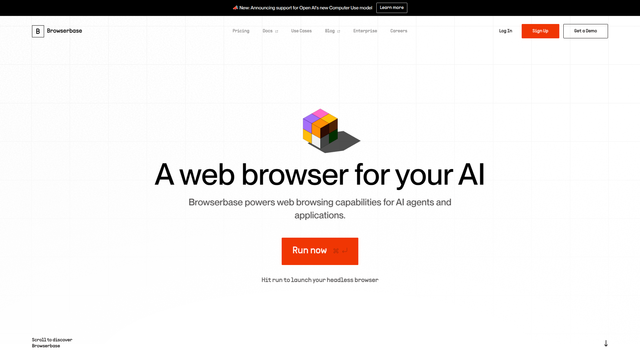 📣 New: Announcing support for Open AI's new Computer Use model Learn more
B Browserbase Pricing Docs Use Cases Blog Enterprise Careers Log In Sign Up Get a Demo
A web browser for your AI
Browserbase powers web browsing capabilities for AI agents and
applications.
Run now
Hit run to launch your headless browser
Scroll to discover
Browserbase